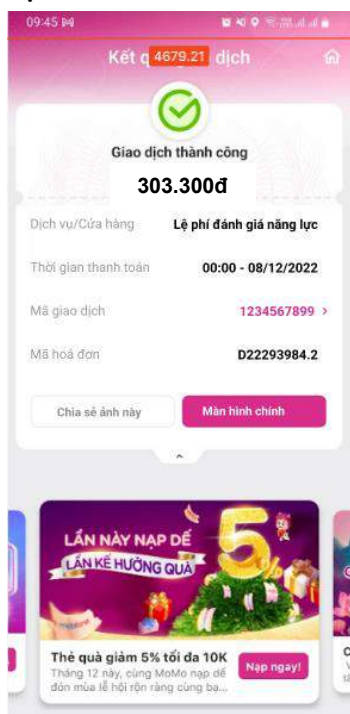 09:45
Kết q 4679.21 dịch
Giao dịch thành công
303.300đ
Dịch vụ/Cửa hàng Lệ phí đánh giá năng lực
Thời gian thanh toán 00:00 - 08/12/2022
Mã giao dịch 1234567899 >
Mã hoá đơn D22293984.2
Chia sẻ ảnh này Màn hình chính
LẦN NÀY NẠP DẾ
LẦN KẾ HƯỞNG QUÀ
5%
mobifone
Thẻ quà giảm 5% tối đa 10K
Tháng 12 này, cùng MoMo nạp dế
đón mùa lễ hội rộn ràng cùng ba...
Nạp ngay!